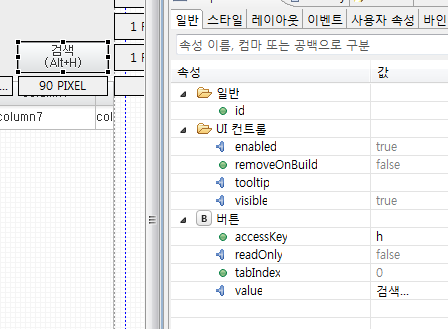 1 F
검색
(Alt+H)
1 F
...
90 PIXEL
column7
col
일반
스타일
레이아웃
이벤트
사용자 속성
바인
속성 이름, 컴마 또는 공백으로 구분
속성 값
일반
id
UI 컨트롤
enabled true
removeOnBuild false
tooltip
visible true
B 버튼
accessKey h
readOnly false
tabIndex 0
value 검색...